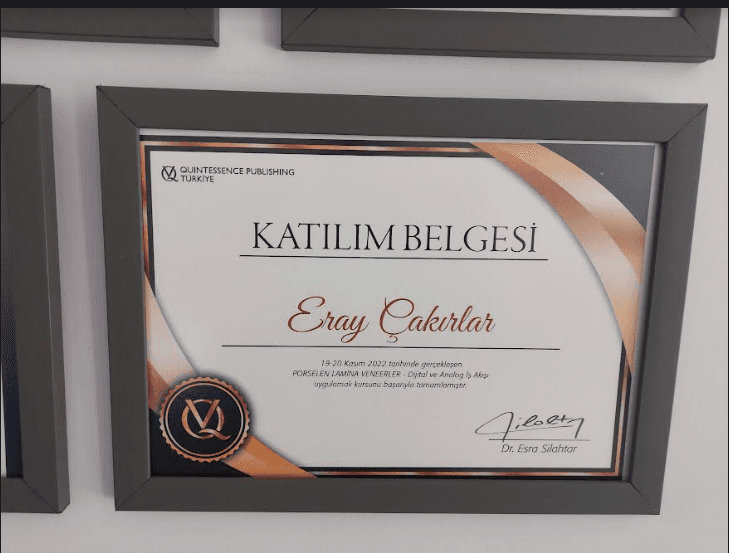 QUINTESSENCE PUBLISHING
TÜRKİYE
KATILIM BELGESİ
Eray Çakırlar
19-20 Kasım 2022 tarihinde gerçekleşen
PORSELEN LAMİNA VENEERLER - Dijital ve Analog İş Akışı
uygulamalı kursunu başarıyla tamamlamıştır.
Dr. Esra Silahtar